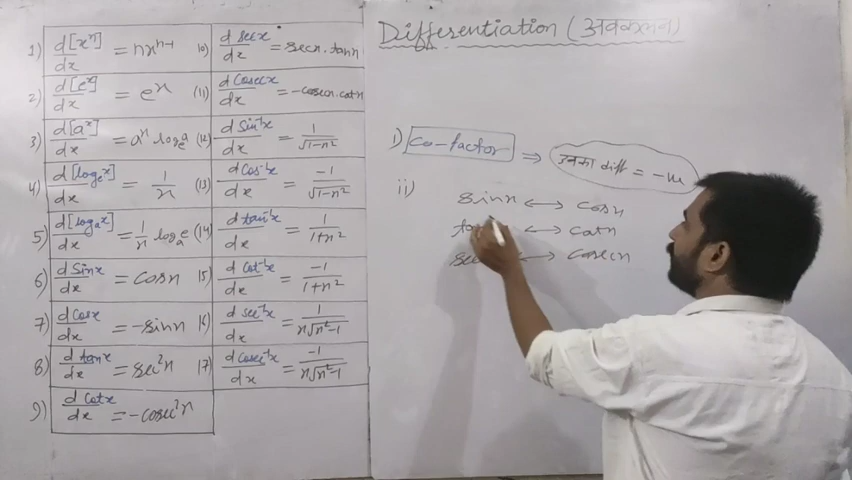 Differentiation (अवकलन)
1) d[xⁿ]/dx = nxⁿ⁻¹
2) d[eˣ]/dx = eˣ
3) d[aˣ]/dx = aˣ logₑa
4) d[logₑx]/dx = 1/x
5) d[logₐx]/dx = 1/x logₐe
6) d sinx/dx = cosx
7) d cosx/dx = -sinx
8) d tanx/dx = sec²x
9) d cotx/dx = -cosec²x
10) d secx/dx = secx.tanx
(11) d cosecx/dx = -cosecx.cotx
(12) d sin⁻¹x/dx = 1/√1-x²
(13) d cos⁻¹x/dx = -1/√1-x²
(14) d tan⁻¹x/dx = 1/1+x²
15) d cot⁻¹x/dx = -1/1+x²
16) d sec⁻¹x/dx = 1/x√x²-1
17) d cosec⁻¹x/dx = -1/x√x²-1
i) Co-factor ⇒ उनका diff = -ve
ii) sinx ↔ cosx
↔ cotx
↔ cosecx